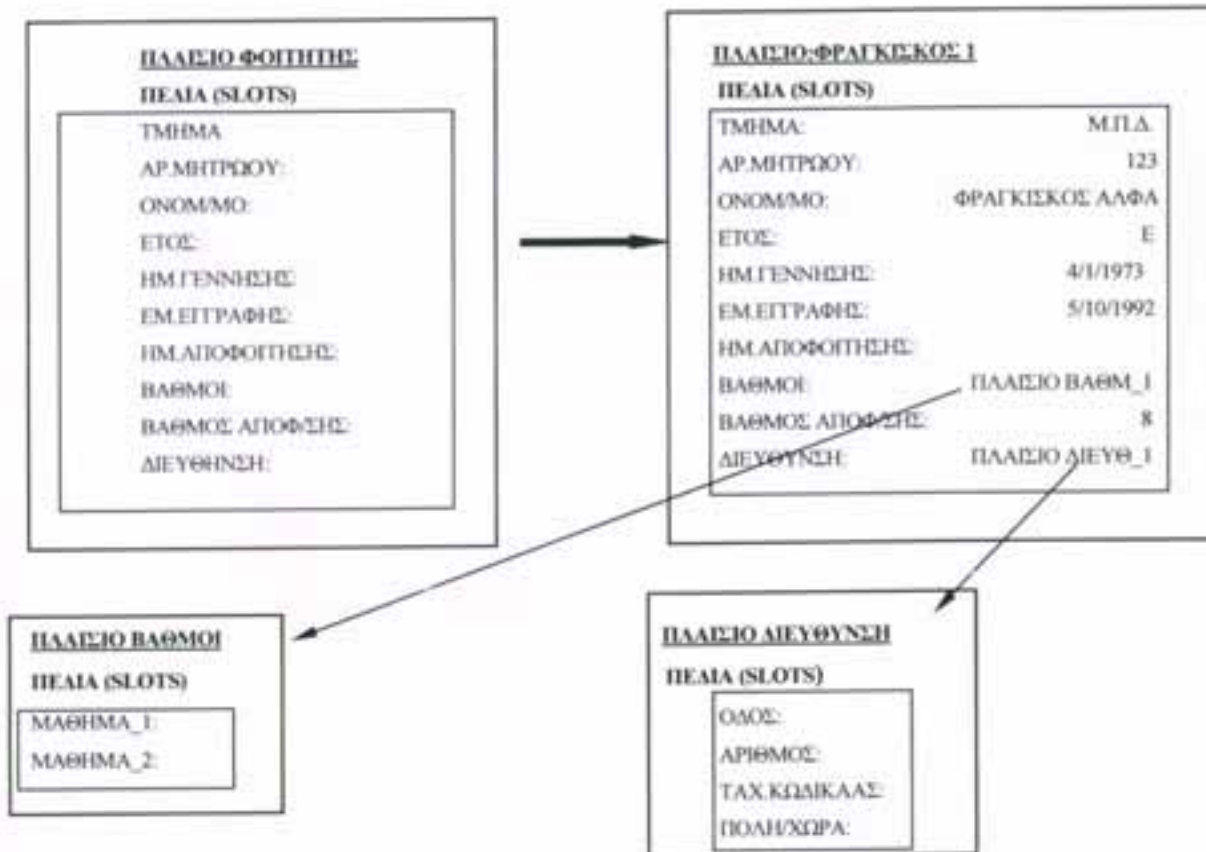 ΠΛΑΙΣΙΟ ΦΟΙΤΗΤΗΣ
ΠΕΔΙΑ (SLOTS)
ΤΜΗΜΑ
ΑΡ.ΜΗΤΡΩΟΥ:
ΟΝΟΜ/ΜΟ:
ΕΤΟΣ:
ΗΜ.ΓΕΝΝΗΣΗΣ:
ΕΜ.ΕΓΓΡΑΦΗΣ:
ΗΜ.ΑΠΟΦΟΙΤΗΣΗΣ:
ΒΑΘΜΟΙ:
ΒΑΘΜΟΣ ΑΠΟΦ/ΣΗΣ:
ΔΙΕΥΘΗΝΣΗ:
ΠΛΑΙΣΙΟ:ΦΡΑΓΚΙΣΚΟΣ 1
ΠΕΔΙΑ (SLOTS)
ΤΜΗΜΑ: Μ.Π.Δ.
ΑΡ.ΜΗΤΡΩΟΥ: 123
ΟΝΟΜ/ΜΟ: ΦΡΑΓΚΙΣΚΟΣ ΑΛΦΑ
ΕΤΟΣ: Ε
ΗΜ.ΓΕΝΝΗΣΗΣ: 4/1/1973
ΕΜ.ΕΓΓΡΑΦΗΣ: 5/10/1992
ΗΜ.ΑΠΟΦΟΙΤΗΣΗΣ:
ΒΑΘΜΟΙ: ΠΛΑΙΣΙΟ ΒΑΘΜ_1
ΒΑΘΜΟΣ ΑΠΟΦ/ΣΗΣ: 8
ΔΙΕΥΘΥΝΣΗ: ΠΛΑΙΣΙΟ ΔΙΕΥΘ_1
ΠΛΑΙΣΙΟ ΒΑΘΜΟΙ
ΠΕΔΙΑ (SLOTS)
ΜΑΘΗΜΑ_1:
ΜΑΘΗΜΑ_2:
ΠΛΑΙΣΙΟ ΔΙΕΥΘΥΝΣΗ
ΠΕΔΙΑ (SLOTS)
ΟΔΟΣ:
ΑΡΙΘΜΟΣ:
ΤΑΧ.ΚΩΔΙΚΑΑΣ:
ΠΟΛΗ/ΧΩΡΑ: